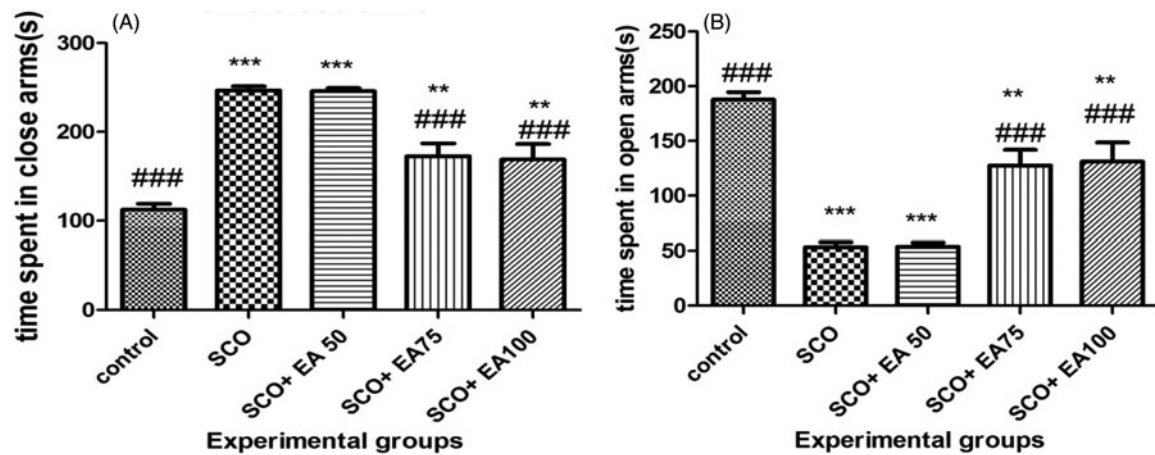 (A)
time spent in close arms(s)
300
200
100
0
###
***
***
**
###
**
###
control
SCO
SCO+ EA 50
SCO+ EA75
SCO+ EA100
Experimental groups
(B)
time spent in open arms(s)
250
200
150
100
50
0
###
***
***
**
###
**
###
control
SCO
SCO+ EA 50
SCO+ EA75
SCO+ EA100
Experimental groups